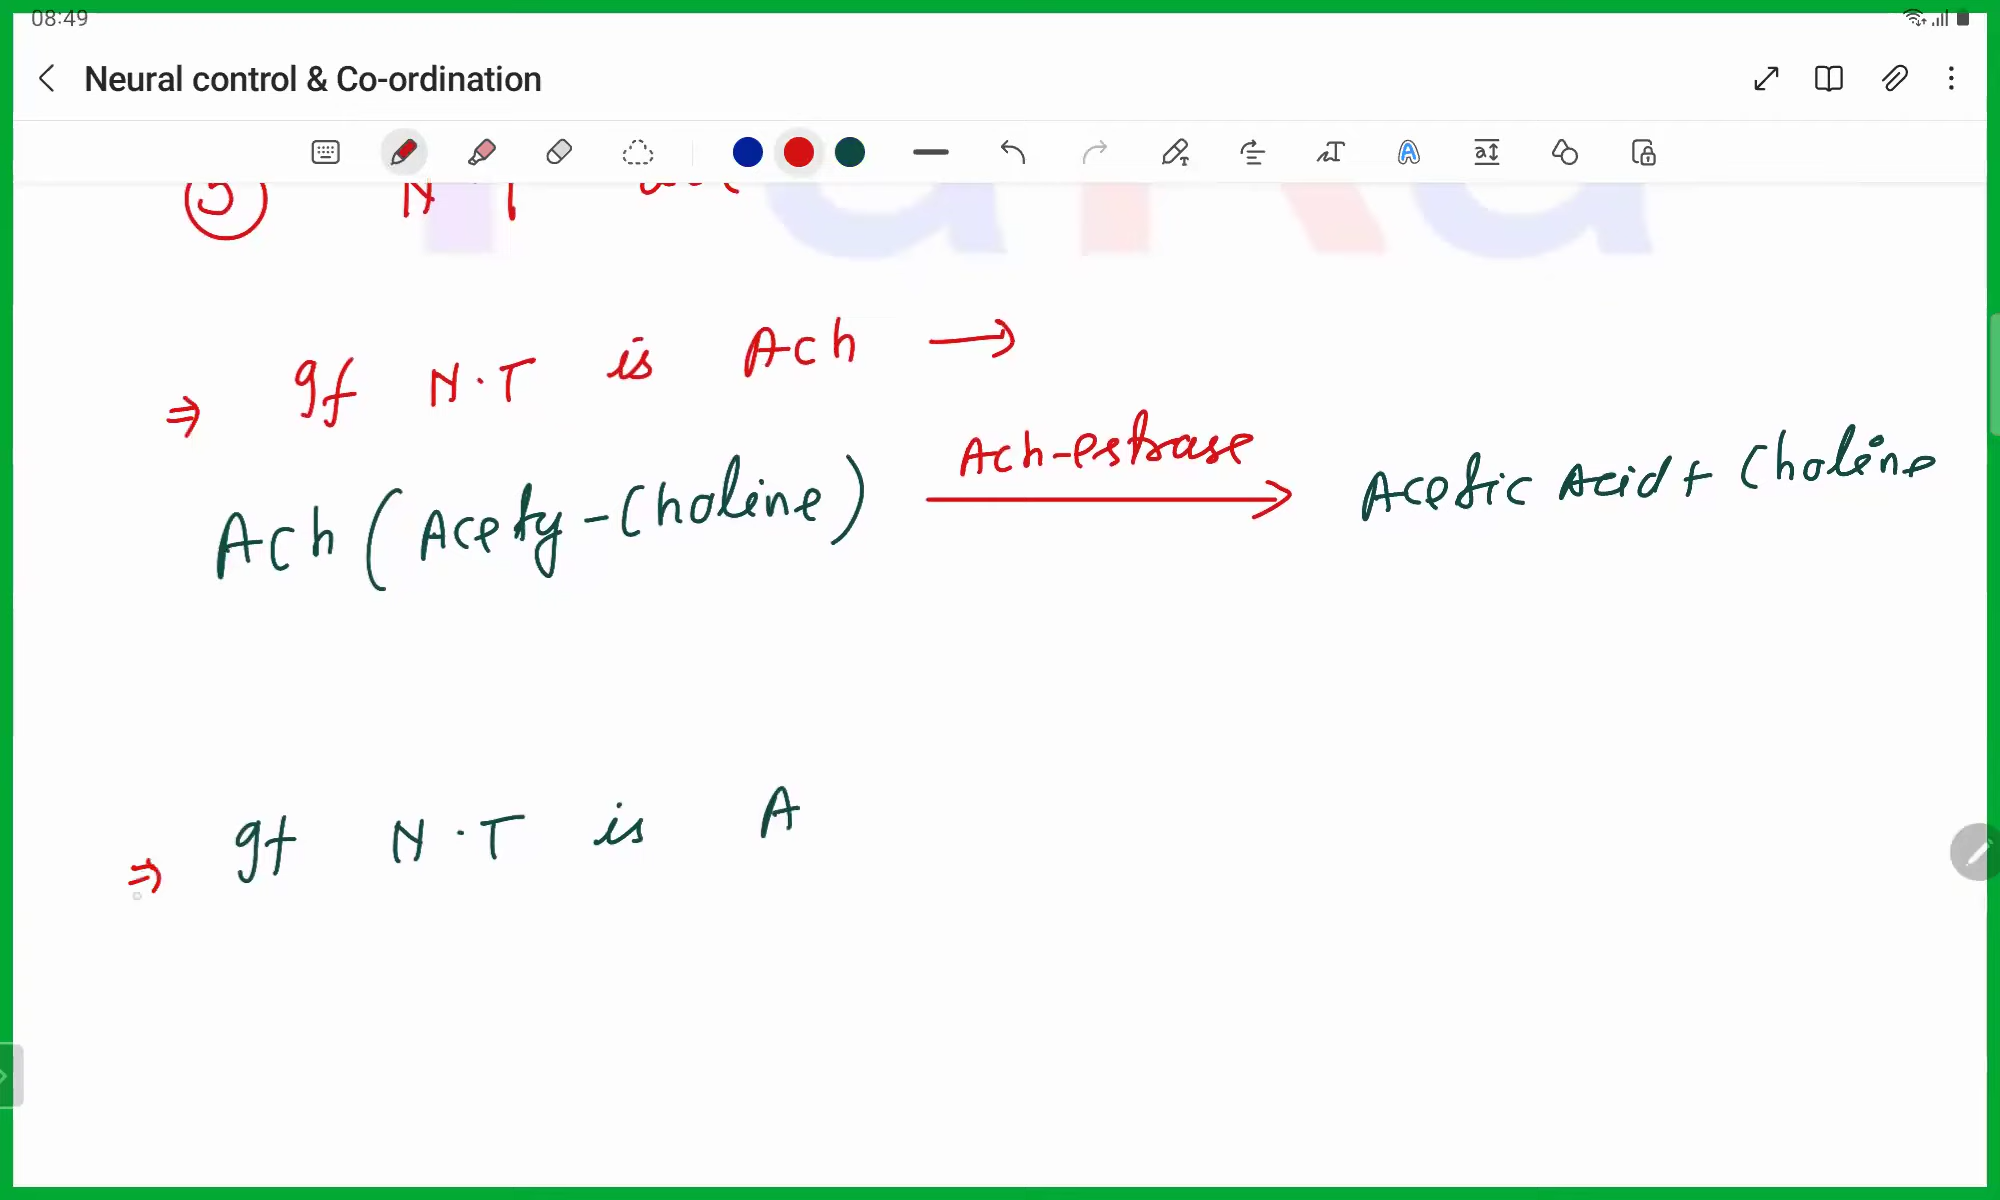 08:49
Neural control & Co-ordination
3 N.T
⇒ If N.T is Ach →
Ach-estrase
Ach (Acety-Choline) → Acetic Acid + Choline
⇒ If N.T is A